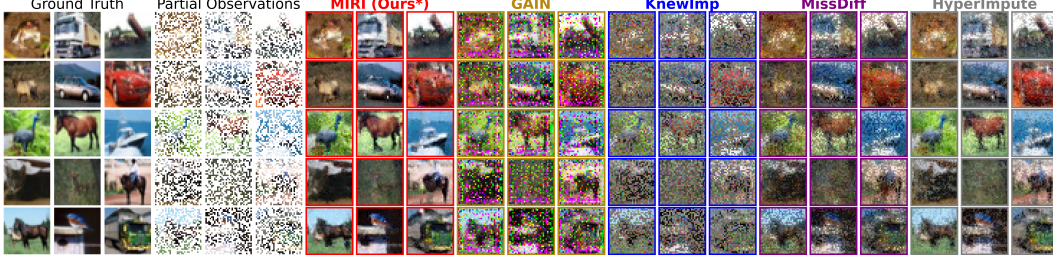 Ground Truth Partial Observations MIRI (Ours*) GAIN KnewImp MissDiff HyperImpute